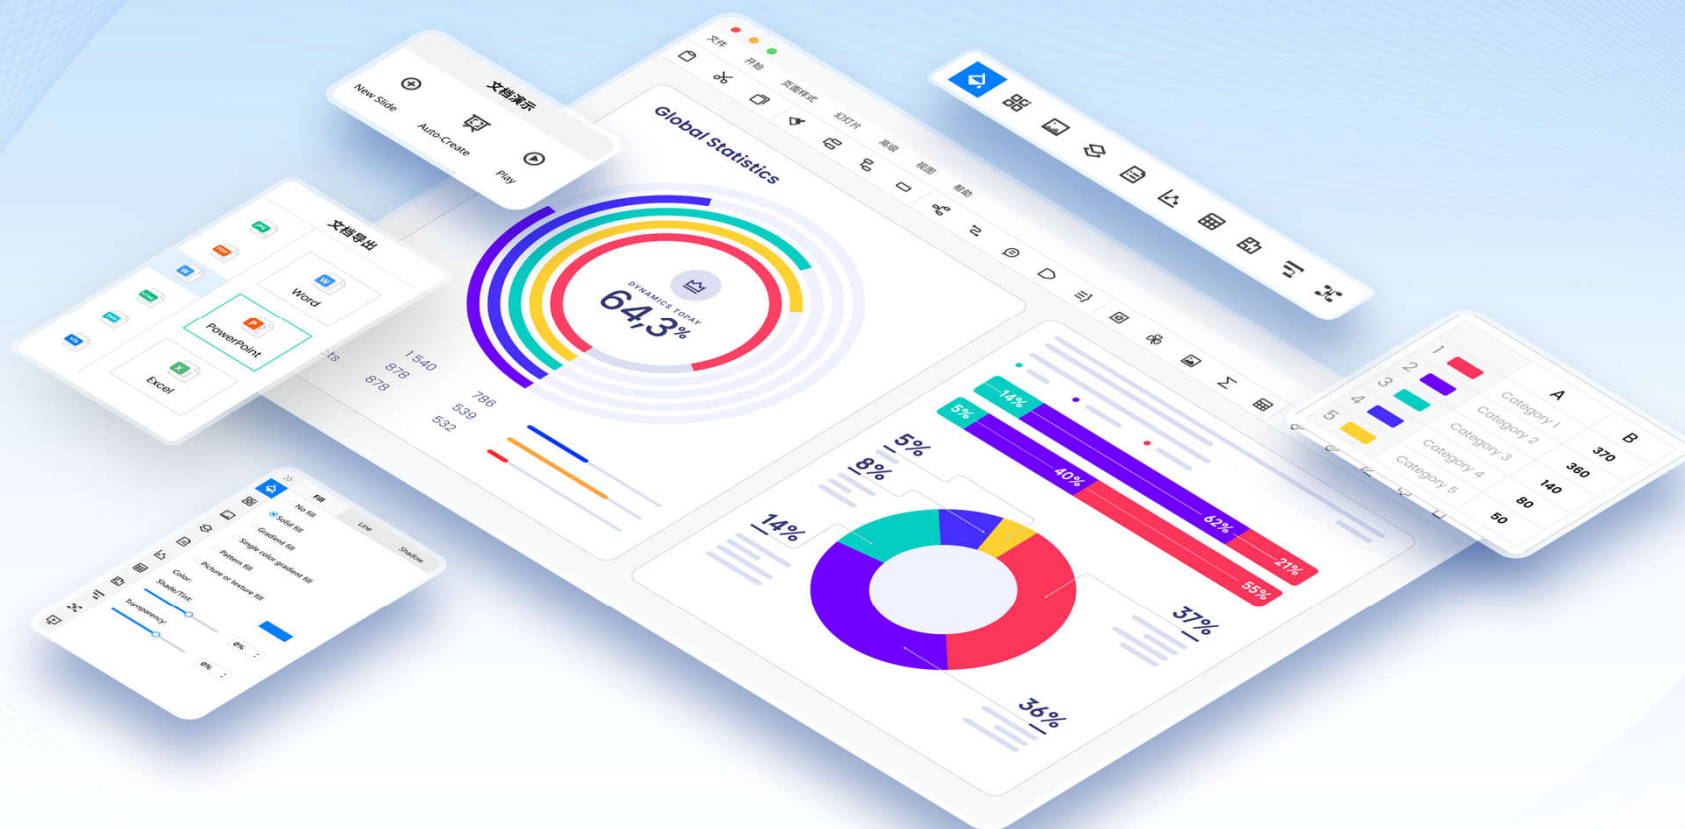 文件
开始
页面样式
幻灯片
高级
视图
帮助
文档演示
New Slide
Auto-Create
Play
Global Statistics
DYNAMICS TOPAY
64,3%
1 540
878
878
786
539
532
文档导出
Word
PowerPoint
Excel
Fill
Line
Shadow
No fill
Solid fill
Gradient fill
Single color gradient fill
Pattern fill
Picture or texture fill
Color:
Shade/Tint:
0%
Transparency:
0%
14%
62%
21%
5%
40%
55%
5%
8%
14%
37%
36%
A
B
1
Category 1
370
2
Category 2
360
3
Category 3
140
4
Category 4
80
5
Category 5
50